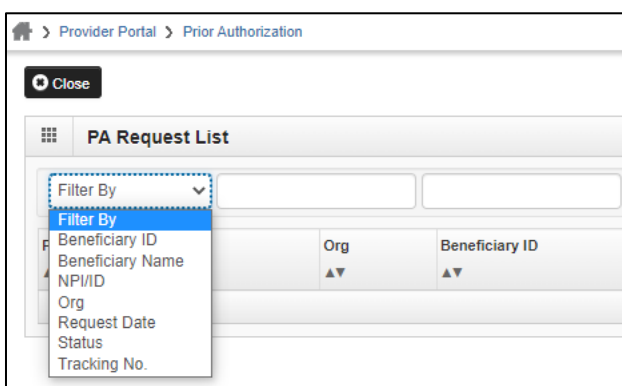 Provider Portal Prior Authorization
Close
PA Request List
Filter By
Filter By
Beneficiary ID
Beneficiary Name
NPI/ID
Org
Request Date
Status
Tracking No.
Org Beneficiary ID